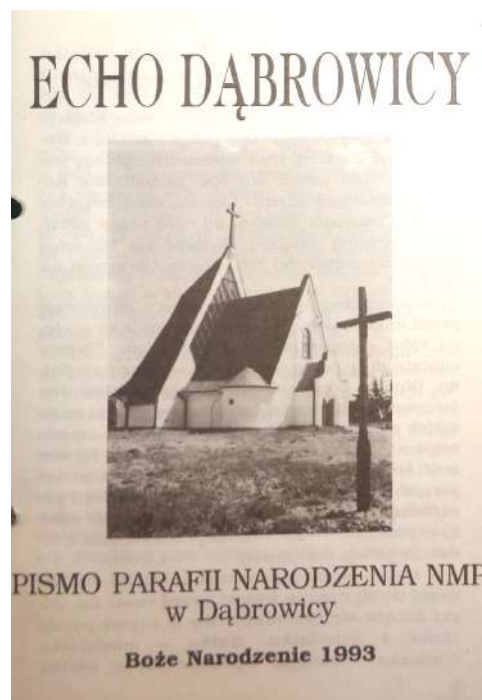 ECHO DĄBROWICY
PISMO PARAFII NARODZENIA NMP
w Dąbrowicy
Boże Narodzenie 1993